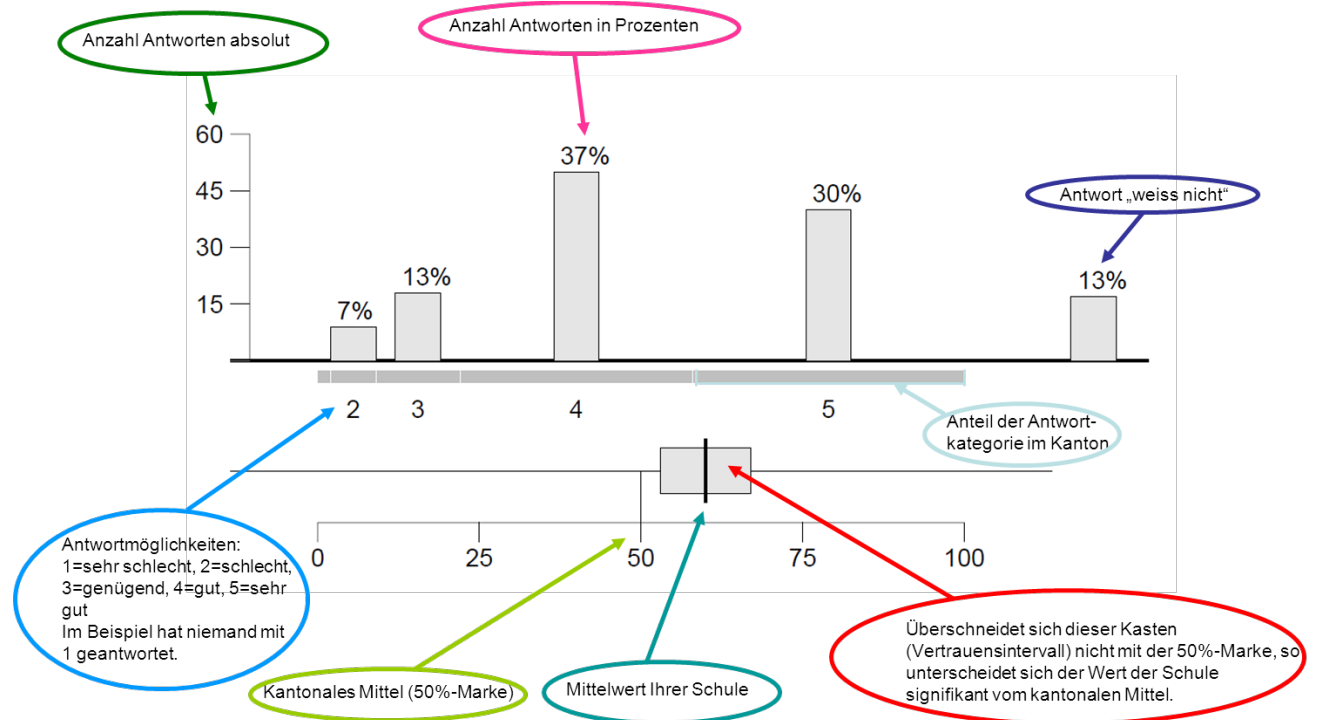 Anzahl Antworten absolut
Anzahl Antworten in Prozenten
60
45
30
15
7%
13%
37%
30%
13%
Antwort „weiss nicht“
2
3
4
5
Anteil der Antwort-
kategorie im Kanton
0
25
50
75
100
Antwortmöglichkeiten:
1=sehr schlecht, 2=schlecht,
3=genügend, 4=gut, 5=sehr
gut
Im Beispiel hat niemand mit
1 geantwortet.
Kantonales Mittel (50%-Marke)
Mittelwert Ihrer Schule
Überschneidet sich dieser Kasten
(Vertrauensintervall) nicht mit der 50%-Marke, so
unterscheidet sich der Wert der Schule
signifikant vom kantonalen Mittel.